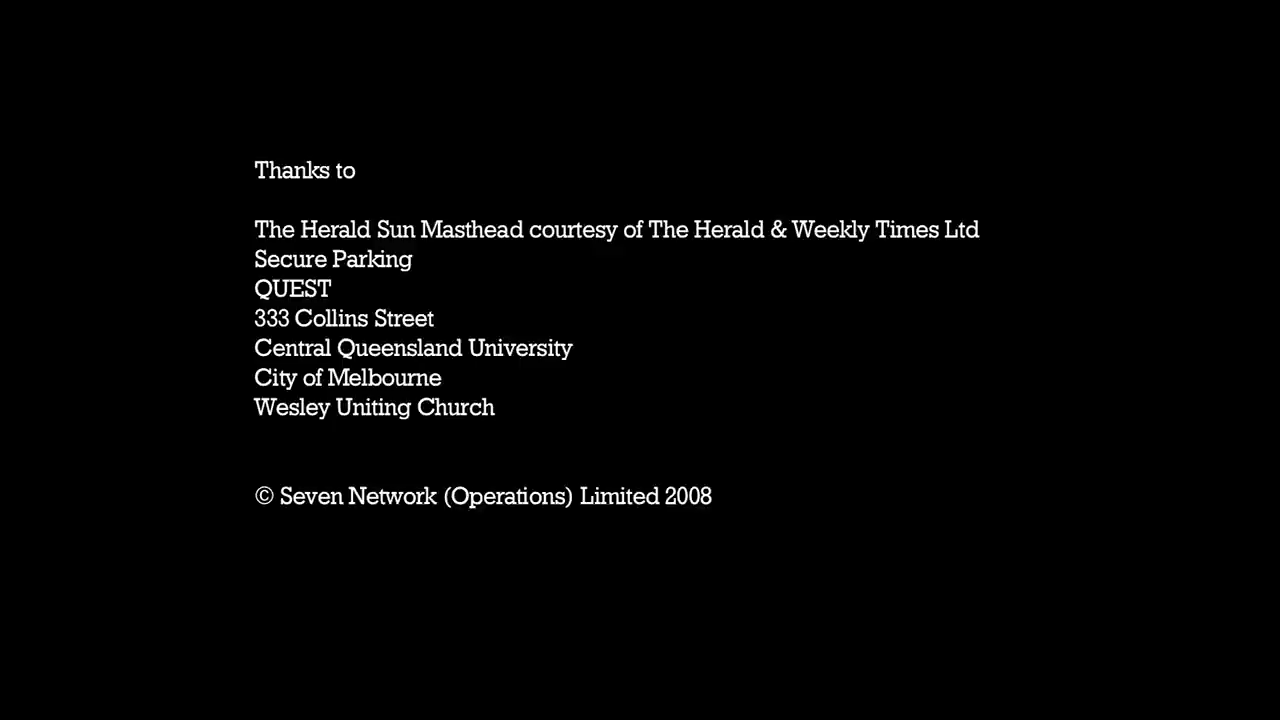 Thanks to
The Herald Sun Masthead courtesy of The Herald & Weekly Times Ltd
Secure Parking
QUEST
333 Collins Street
Central Queensland University
City of Melbourne
Wesley Uniting Church
© Seven Network (Operations) Limited 2008